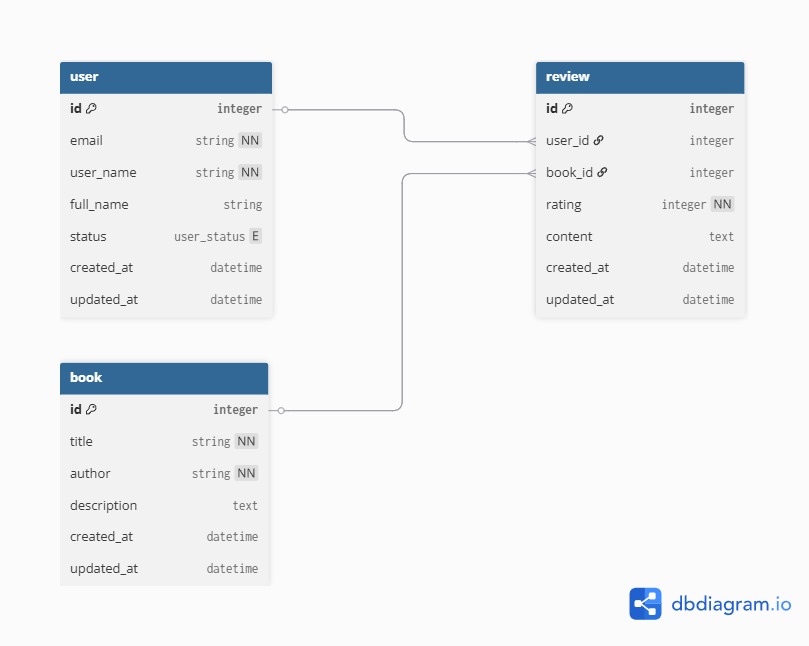 user
id integer
email string NN
user_name string NN
full_name string
status user_status E
created_at datetime
updated_at datetime
review
id integer
user_id integer
book_id integer
rating integer NN
content text
created_at datetime
updated_at datetime
book
id integer
title string NN
author string NN
description text
created_at datetime
updated_at datetime
dbdiagram.io